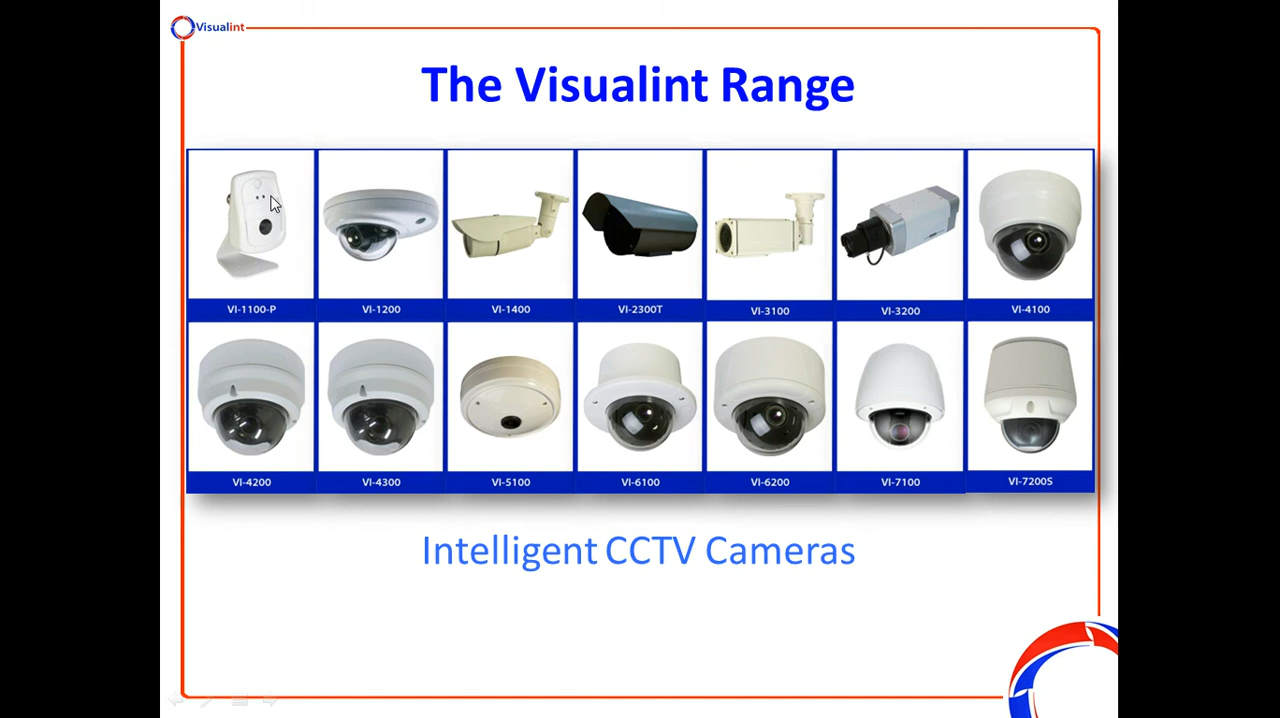 Visualint
The Visualint Range
VI-1100-P VI-1200 VI-1400 VI-2300T VI-3100 VI-3200 VI-4100
VI-4200 VI-4300 VI-5100 VI-6100 VI-6200 VI-7100 VI-7200S
Intelligent CCTV Cameras